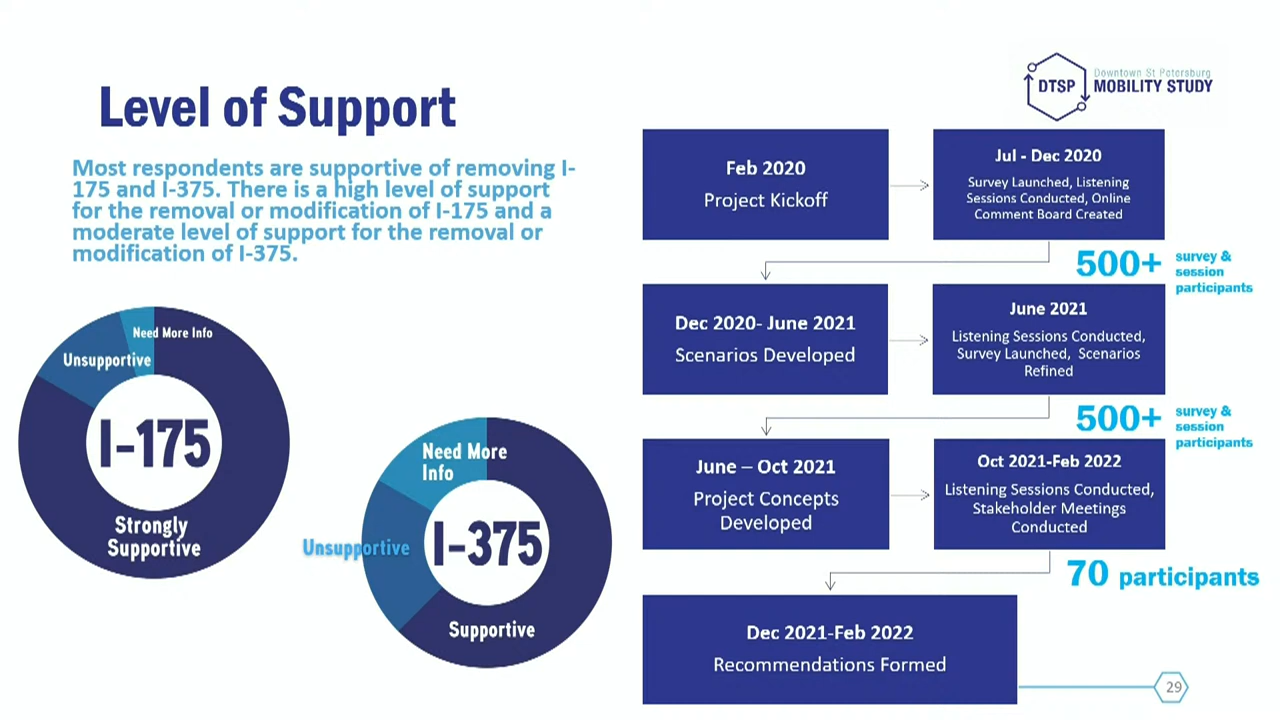 Level of Support
Most respondents are supportive of removing I-
175 and I-375. There is a high level of support
for the removal or modification of I-175 and a
moderate level of support for the removal or
modification of I-375.
Need More Info
Unsupportive
I-175
Strongly
Supportive
Need More
Info
Unsupportive
I-375
Supportive
DTSP
Downtown St Petersburg
MOBILITY STUDY
Feb 2020
Project Kickoff
Jul - Dec 2020
Survey Launched, Listening
Sessions Conducted, Online
Comment Board Created
500+
survey &
session
participants
Dec 2020- June 2021
Scenarios Developed
June 2021
Listening Sessions Conducted,
Survey Launched, Scenarios
Refined
500+
survey &
session
participants
June – Oct 2021
Project Concepts
Developed
Oct 2021-Feb 2022
Listening Sessions Conducted,
Stakeholder Meetings
Conducted
70 participants
Dec 2021-Feb 2022
Recommendations Formed
29